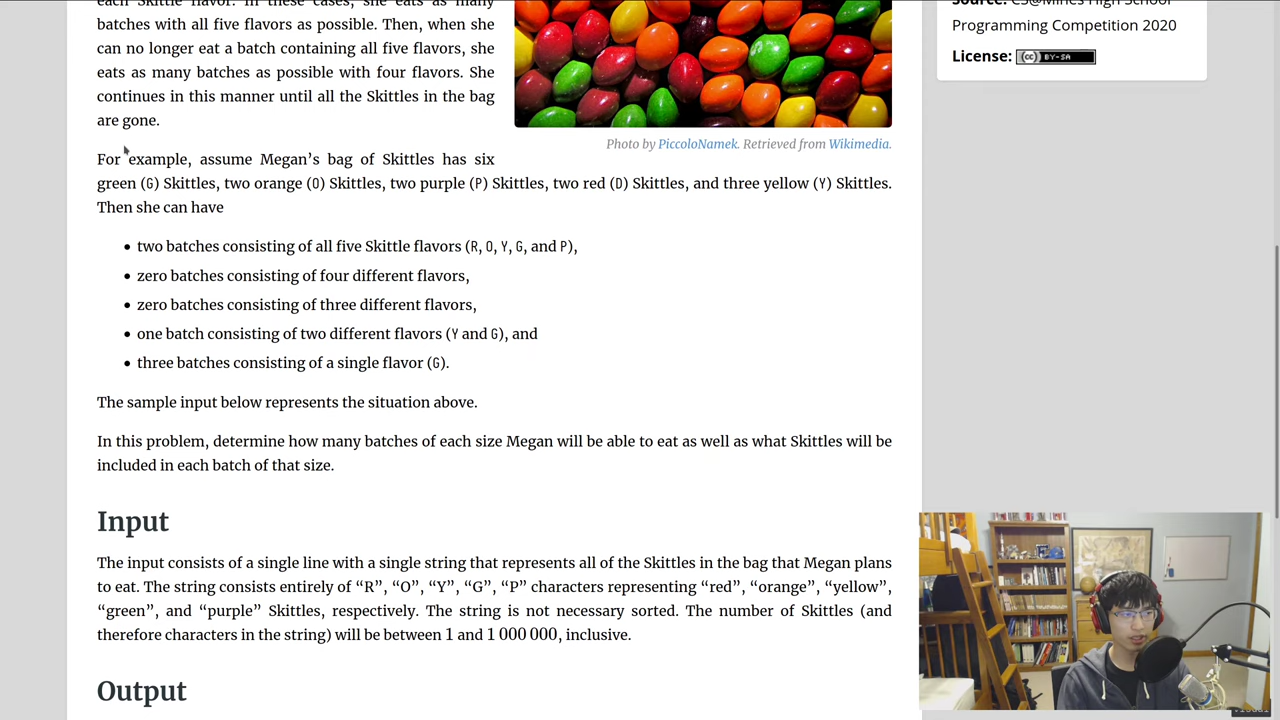 each Skittle flavor. In these cases, she eats as many
batches with all five flavors as possible. Then, when she
can no longer eat a batch containing all five flavors, she
eats as many batches as possible with four flavors. She
continues in this manner until all the Skittles in the bag
are gone.
Photo by PiccoloNamek. Retrieved from Wikimedia.
For example, assume Megan’s bag of Skittles has six
green (G) Skittles, two orange (O) Skittles, two purple (P) Skittles, two red (D) Skittles, and three yellow (Y) Skittles.
Then she can have
• two batches consisting of all five Skittle flavors (R, O, Y, G, and P),
• zero batches consisting of four different flavors,
• zero batches consisting of three different flavors,
• one batch consisting of two different flavors (Y and G), and
• three batches consisting of a single flavor (G).
The sample input below represents the situation above.
In this problem, determine how many batches of each size Megan will be able to eat as well as what Skittles will be
included in each batch of that size.
Input
The input consists of a single line with a single string that represents all of the Skittles in the bag that Megan plans
to eat. The string consists entirely of “R”, “O”, “Y”, “G”, “P” characters representing “red”, “orange”, “yellow”,
“green”, and “purple” Skittles, respectively. The string is not necessary sorted. The number of Skittles (and
therefore characters in the string) will be between 1 and 1 000 000, inclusive.
Output
Source: CS@Mines High School
Programming Competition 2020
License: (cc) BY-SA